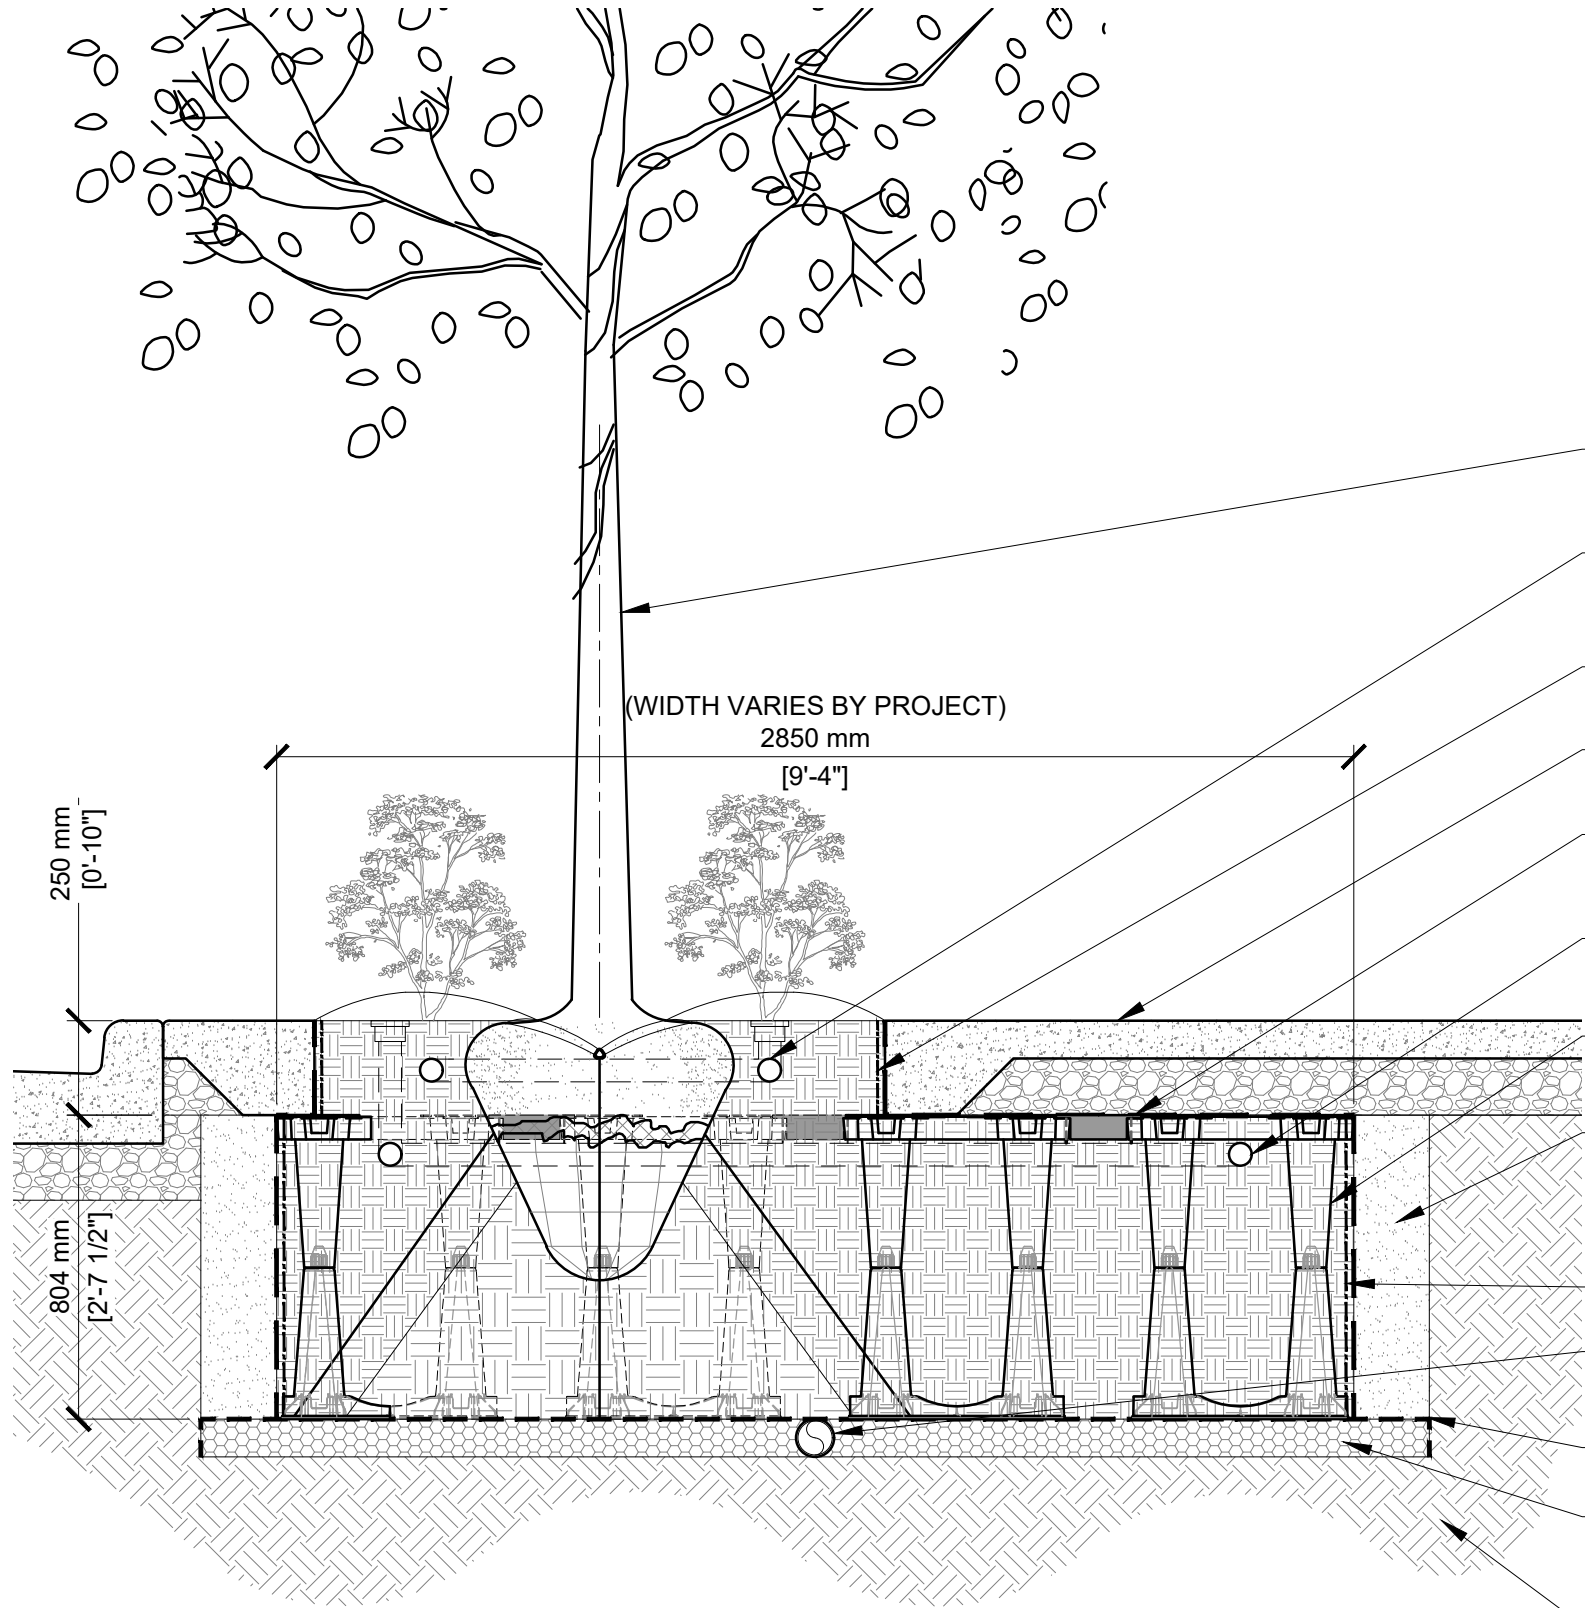 (WIDTH VARIES BY PROJECT)
2850 mm
[9'-4"]
250 mm
[0'-10"]
804 mm
[2'-7 1/2"]